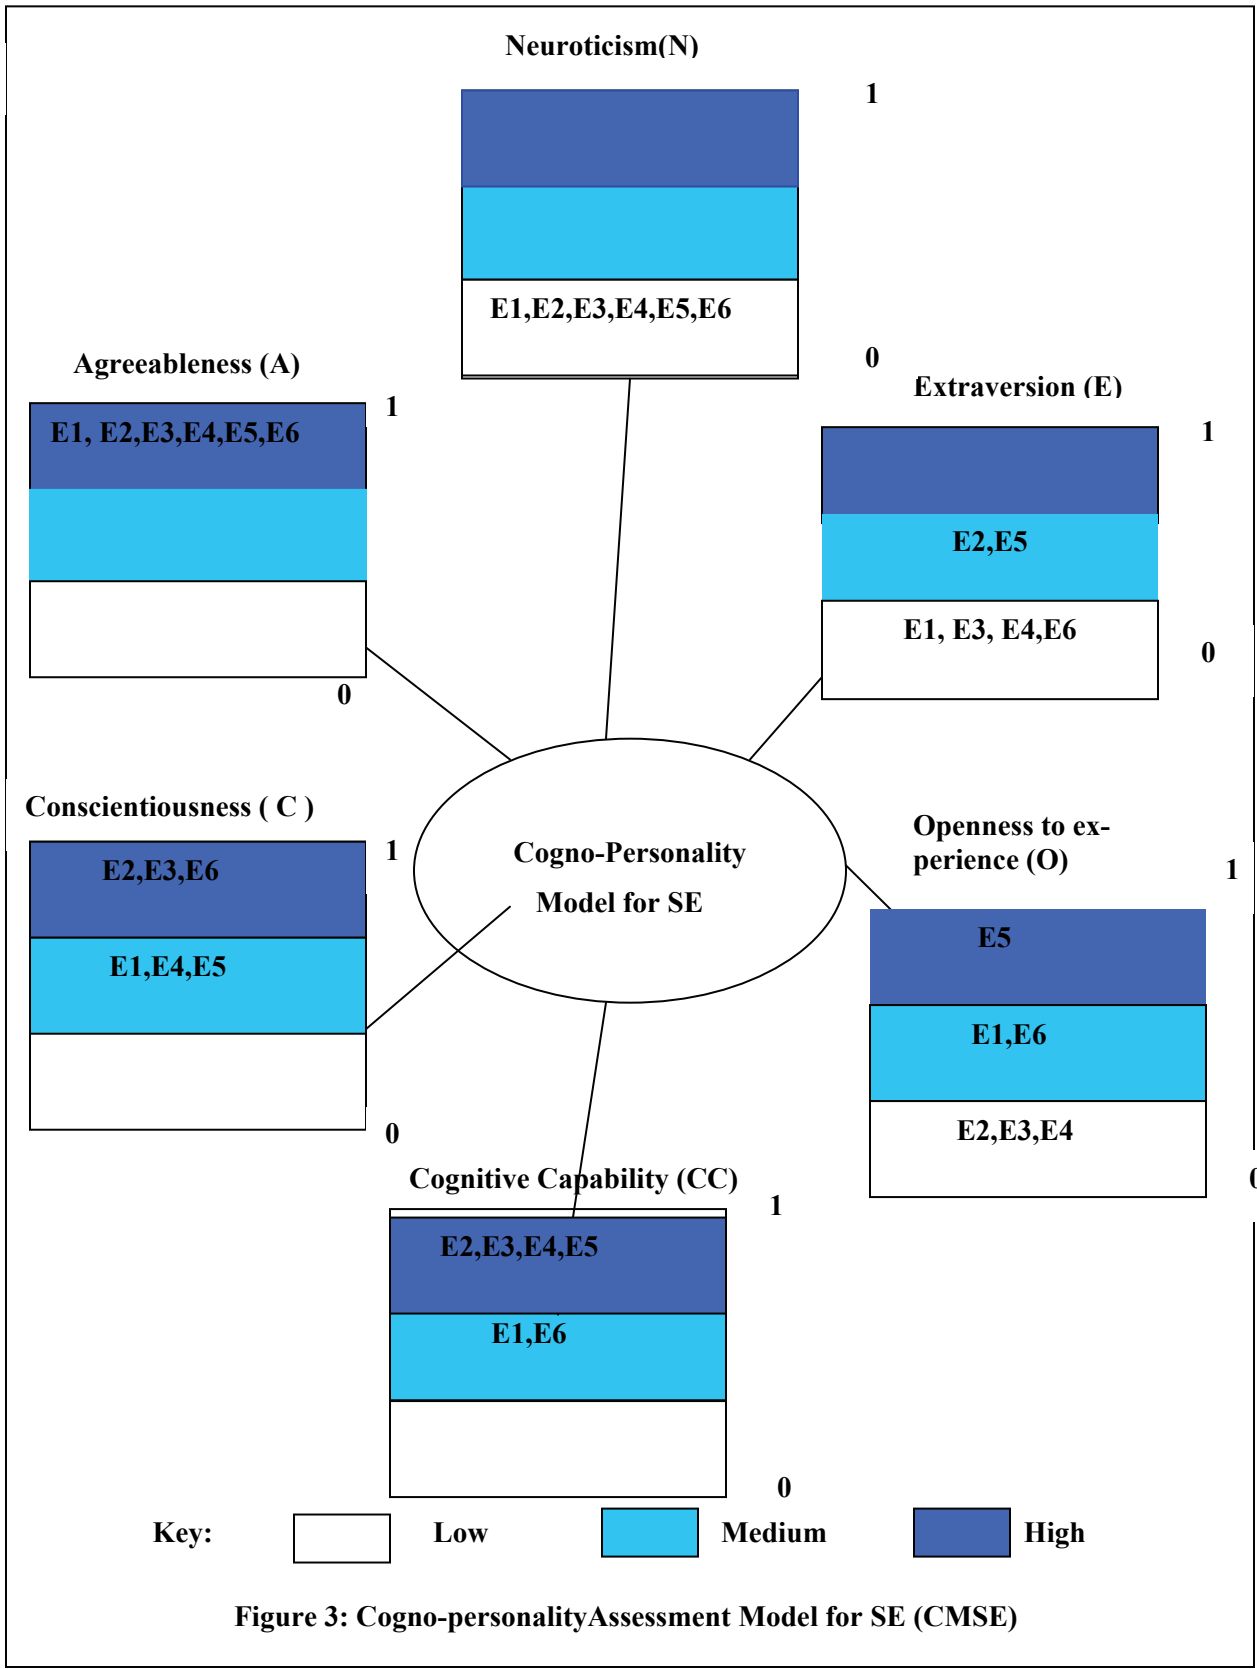 Neuroticism(N)
1
E1,E2,E3,E4,E5,E6
0
Agreeableness (A)
1
E1, E2,E3,E4,E5,E6
0
Extraversion (E)
1
E2,E5
E1, E3, E4,E6
0
Conscientiousness ( C )
1
E2,E3,E6
E1,E4,E5
0
Cogno-Personality
Model for SE
Openness to ex-
perience (O)
1
E5
E1,E6
E2,E3,E4
0
Cognitive Capability (CC)
1
E2,E3,E4,E5
E1,E6
0
Key: Low Medium High
Figure 3: Cogno-personalityAssessment Model for SE (CMSE)